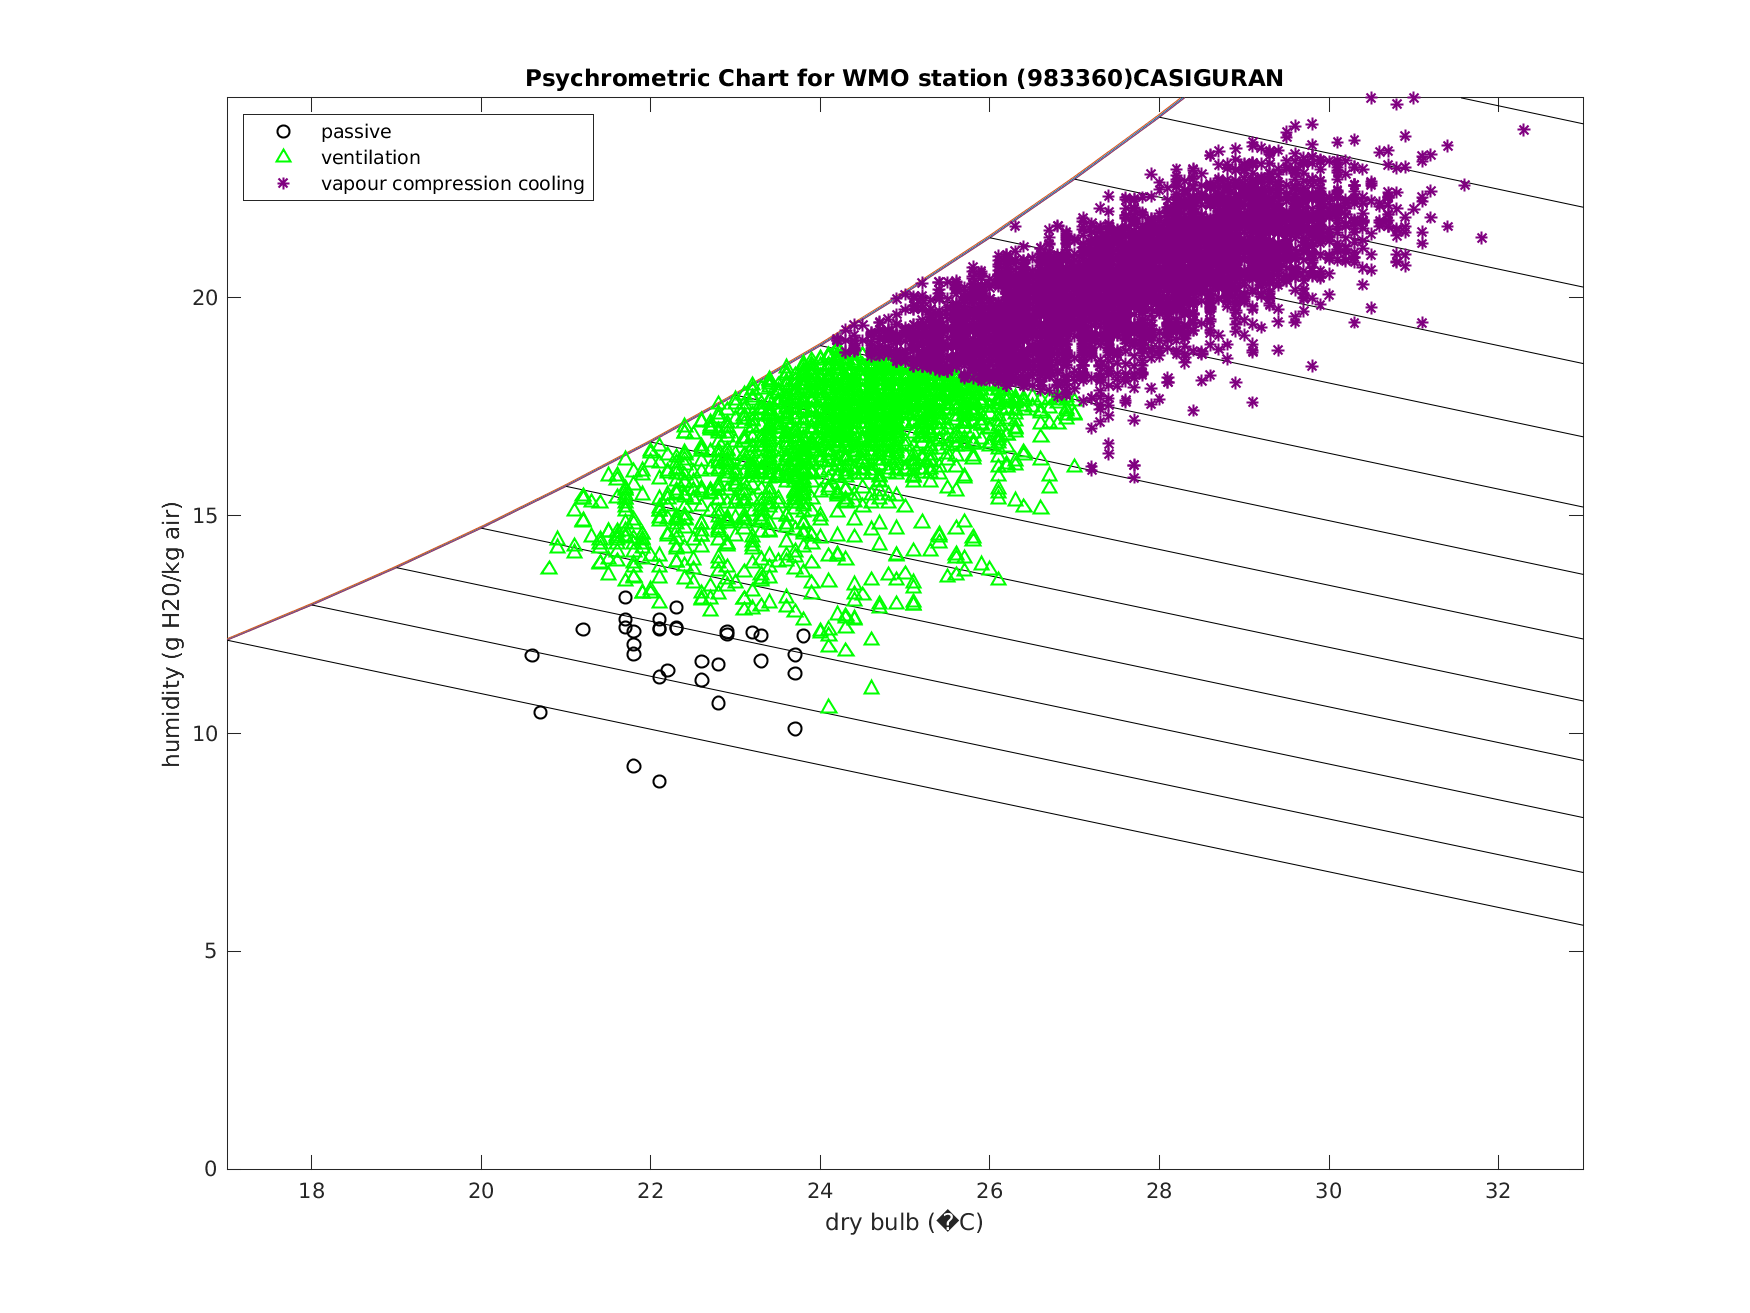 Psychrometric Chart for WMO station (983360)CASIGURAN
passive
ventilation
vapour compression cooling
humidity (g H20/kg air)
20
15
10
5
0
18 20 22 24 26 28 30 32
dry bulb (�C)